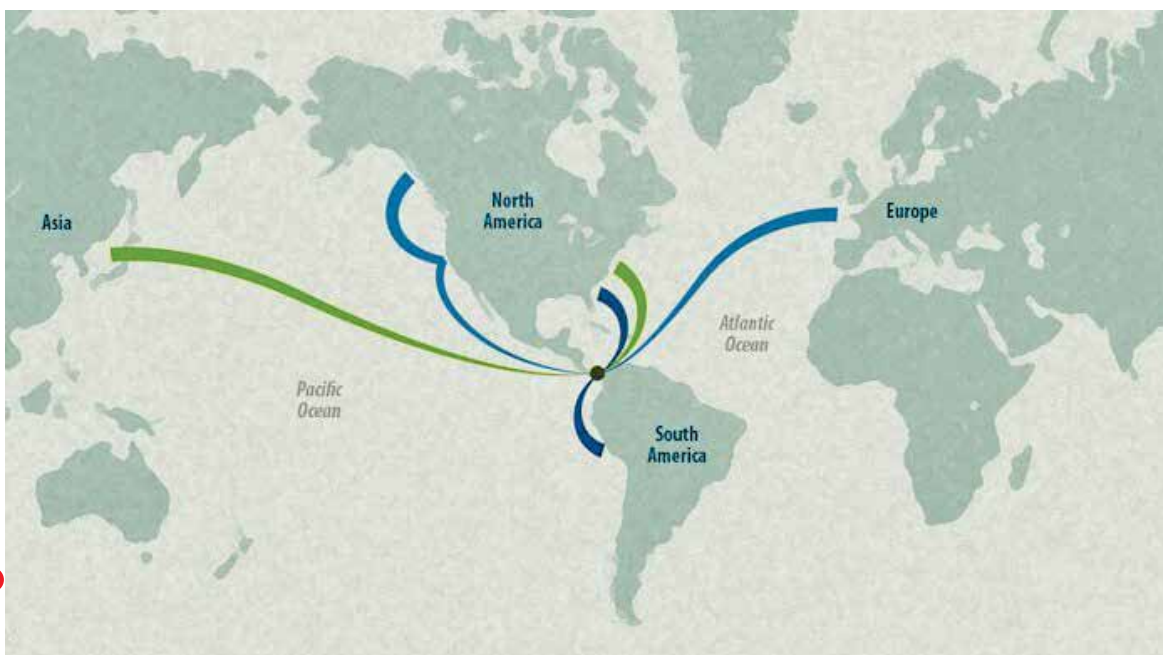 North
America
Asia
Europe
Atlantic
Ocean
Pacific
Ocean
South
America